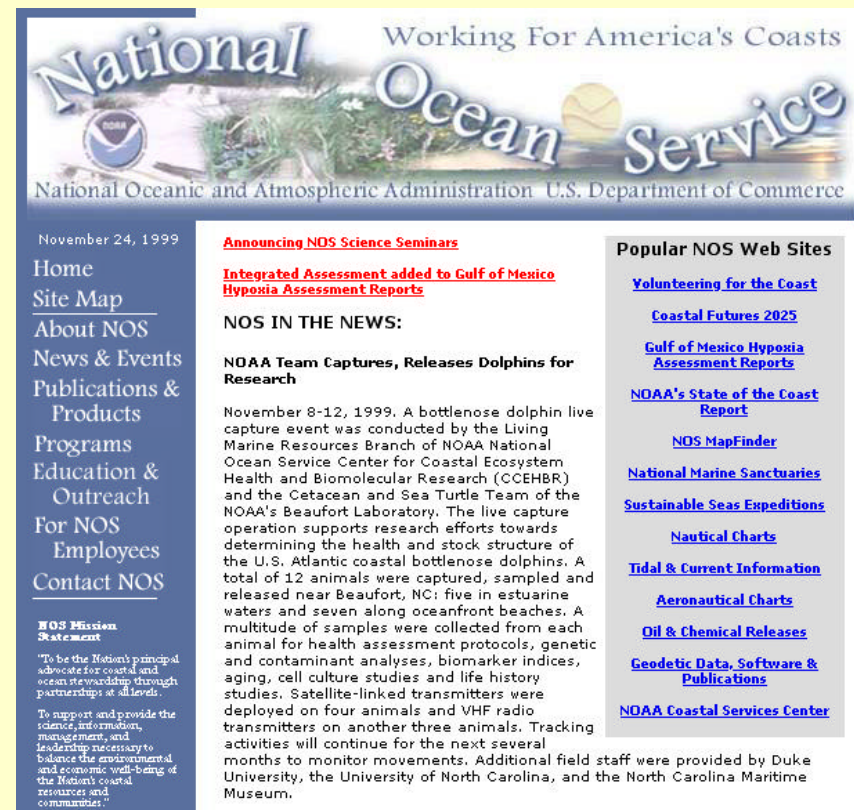 Working For America's Coasts
National
Ocean Service
NOAA
National Oceanic and Atmospheric Administration U.S. Department of Commerce
November 24, 1999
Home
Site Map
About NOS
News & Events
Publications &
Products
Programs
Education &
Outreach
For NOS
Employees
Contact NOS
NOS Mission
Statement
"To be the Nation's principal
advocate for coastal and
ocean stewardship through
partnerships at all levels.
To support and provide the
science, information,
management, and
leadership necessary to
balance the environmental
and economic well-being of
the Nation's coastal
resources and
communities."
Announcing NOS Science Seminars
Integrated Assessment added to Gulf of Mexico
Hypoxia Assessment Reports
NOS IN THE NEWS:
NOAA Team Captures, Releases Dolphins for
Research
November 8-12, 1999. A bottlenose dolphin live
capture event was conducted by the Living
Marine Resources Branch of NOAA National
Ocean Service Center for Coastal Ecosystem
Health and Biomolecular Research (CCEHBR)
and the Cetacean and Sea Turtle Team of the
NOAA's Beaufort Laboratory. The live capture
operation supports research efforts towards
determining the health and stock structure of
the U.S. Atlantic coastal bottlenose dolphins. A
total of 12 animals were captured, sampled and
released near Beaufort, NC: five in estuarine
waters and seven along oceanfront beaches. A
multitude of samples were collected from each
animal for health assessment protocols, genetic
and contaminant analyses, biomarker indices,
aging, cell culture studies and life history
studies. Satellite-linked transmitters were
deployed on four animals and VHF radio
transmitters on another three animals. Tracking
activities will continue for the next several
months to monitor movements. Additional field staff were provided by Duke
University, the University of North Carolina, and the North Carolina Maritime
Museum.
Popular NOS Web Sites
Volunteering for the Coast
Coastal Futures 2025
Gulf of Mexico Hypoxia
Assessment Reports
NOAA's State of the Coast
Report
NOS MapFinder
National Marine Sanctuaries
Sustainable Seas Expeditions
Nautical Charts
Tidal & Current Information
Aeronautical Charts
Oil & Chemical Releases
Geodetic Data, Software &
Publications
NOAA Coastal Services Center